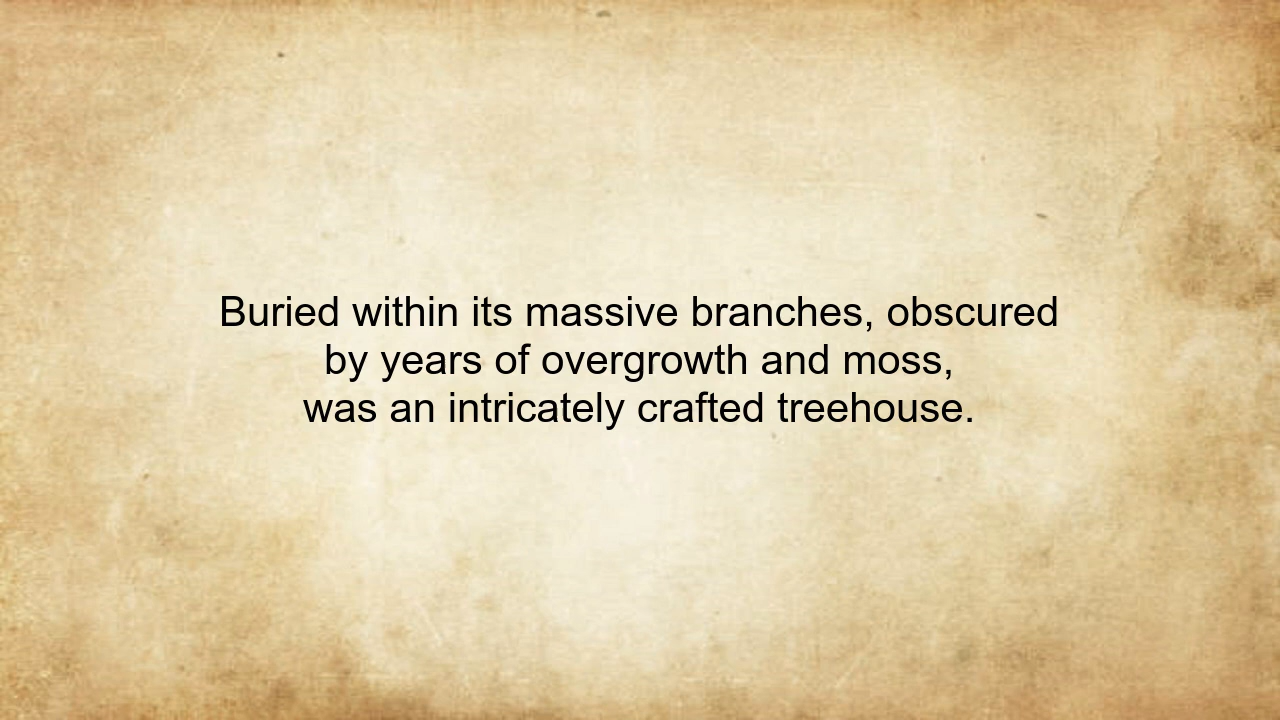 Buried within its massive branches, obscured
by years of overgrowth and moss,
was an intricately crafted treehouse.